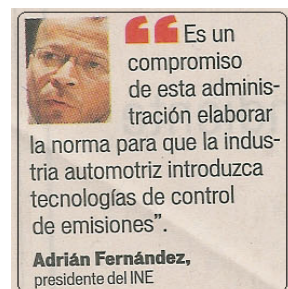 “Es un
compromiso
de esta adminis-
tración elaborar
la norma para que la indus-
tria automotriz introduzca
tecnologías de control
de emisiones”.
Adrián Fernández,
presidente del INE